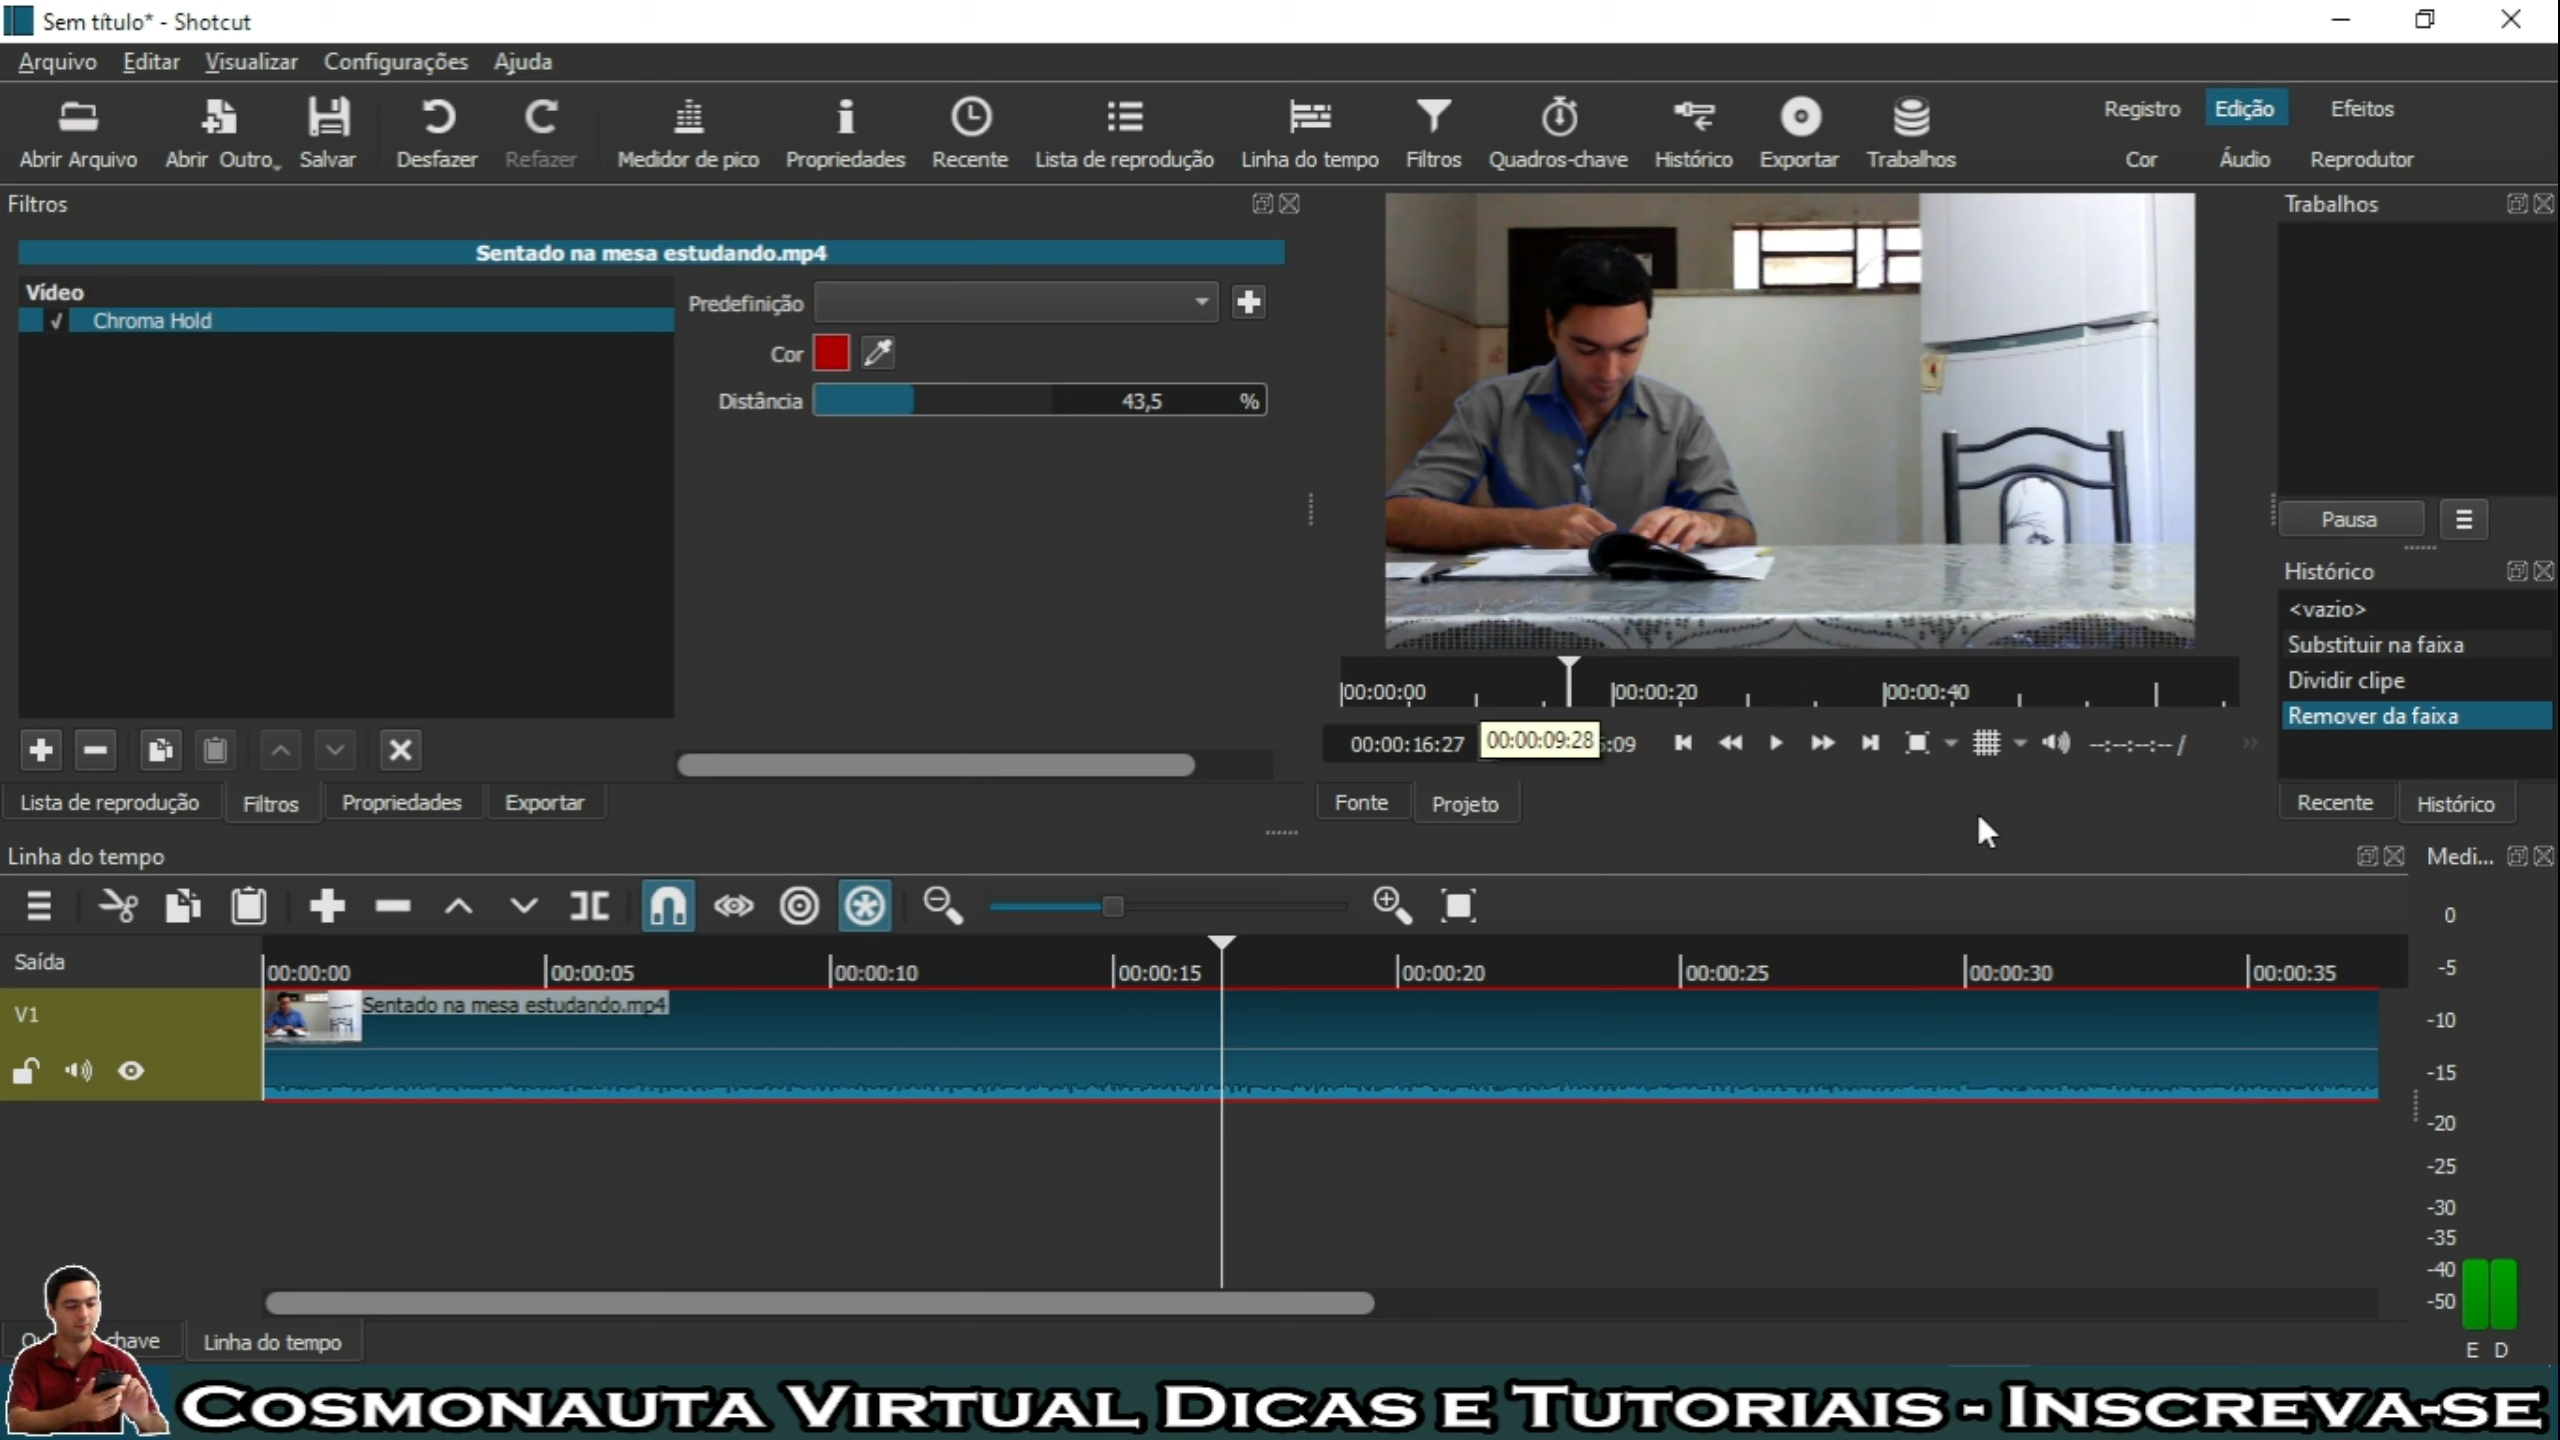 Sem título* - Shotcut
Arquivo Editar Visualizar Configurações Ajuda
Abrir Arquivo Abrir Outro Salvar Desfazer Refazer Medidor de pico Propriedades Recente Lista de reprodução Linha do tempo Filtros Quadros-chave Histórico Exportar Trabalhos
Registro Edição Efeitos
Cor Áudio Reprodutor
Filtros
Sentado na mesa estudando.mp4
Vídeo
√ Chroma Hold
Predefinição
Cor
Distância 43,5 %
Lista de reprodução Filtros Propriedades Exportar
00:00:00 00:00:20 00:00:40
00:00:16:27 00:00:09:28 :09 --:--:--:-- / »
Fonte Projeto
Trabalhos
Pausa
Histórico
<vazio>
Substituir na faixa
Dividir clipe
Remover da faixa
Recente Histórico
Linha do tempo
Medi...
Saída
00:00:00 00:00:05 00:00:10 00:00:15 00:00:20 00:00:25 00:00:30 00:00:35
V1
Sentado na mesa estudando.mp4
0
-5
-10
-15
-20
-25
-30
-35
-40
-50
E D
chave Linha do tempo
Cosmonauta Virtual Dicas e Tutoriais - Inscreva-se